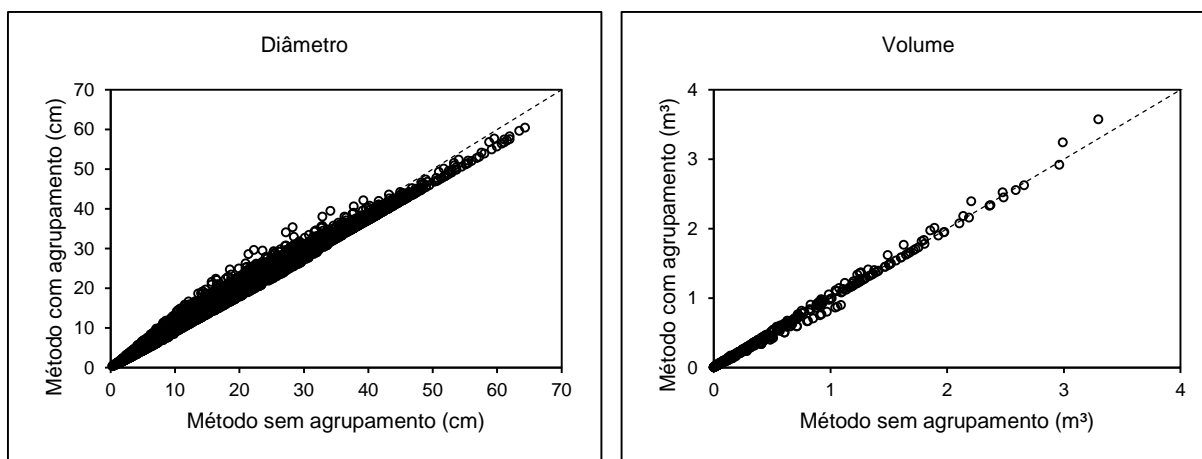 Diâmetro
Método com agrupamento (cm)
70
60
50
40
30
20
10
0
0 10 20 30 40 50 60 70
Método sem agrupamento (cm)
Volume
Método com agrupamento (m³)
4
3
2
1
0
0 1 2 3 4
Método sem agrupamento (m³)